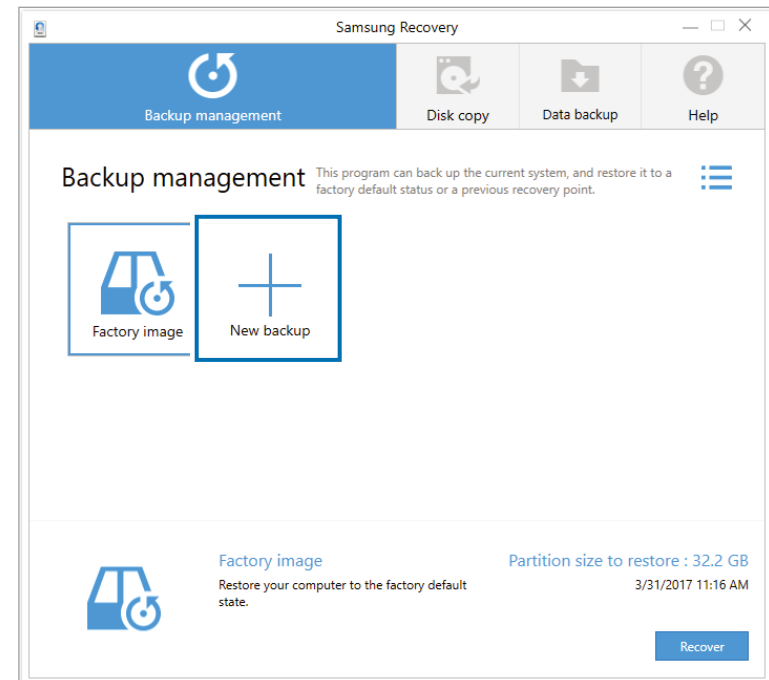 Samsung Recovery
Backup management
Disk copy
Data backup
Help
Backup management
This program can back up the current system, and restore it to a
factory default status or a previous recovery point.
Factory image
New backup
Factory image
Restore your computer to the factory default
state.
Partition size to restore : 32.2 GB
3/31/2017 11:16 AM
Recover